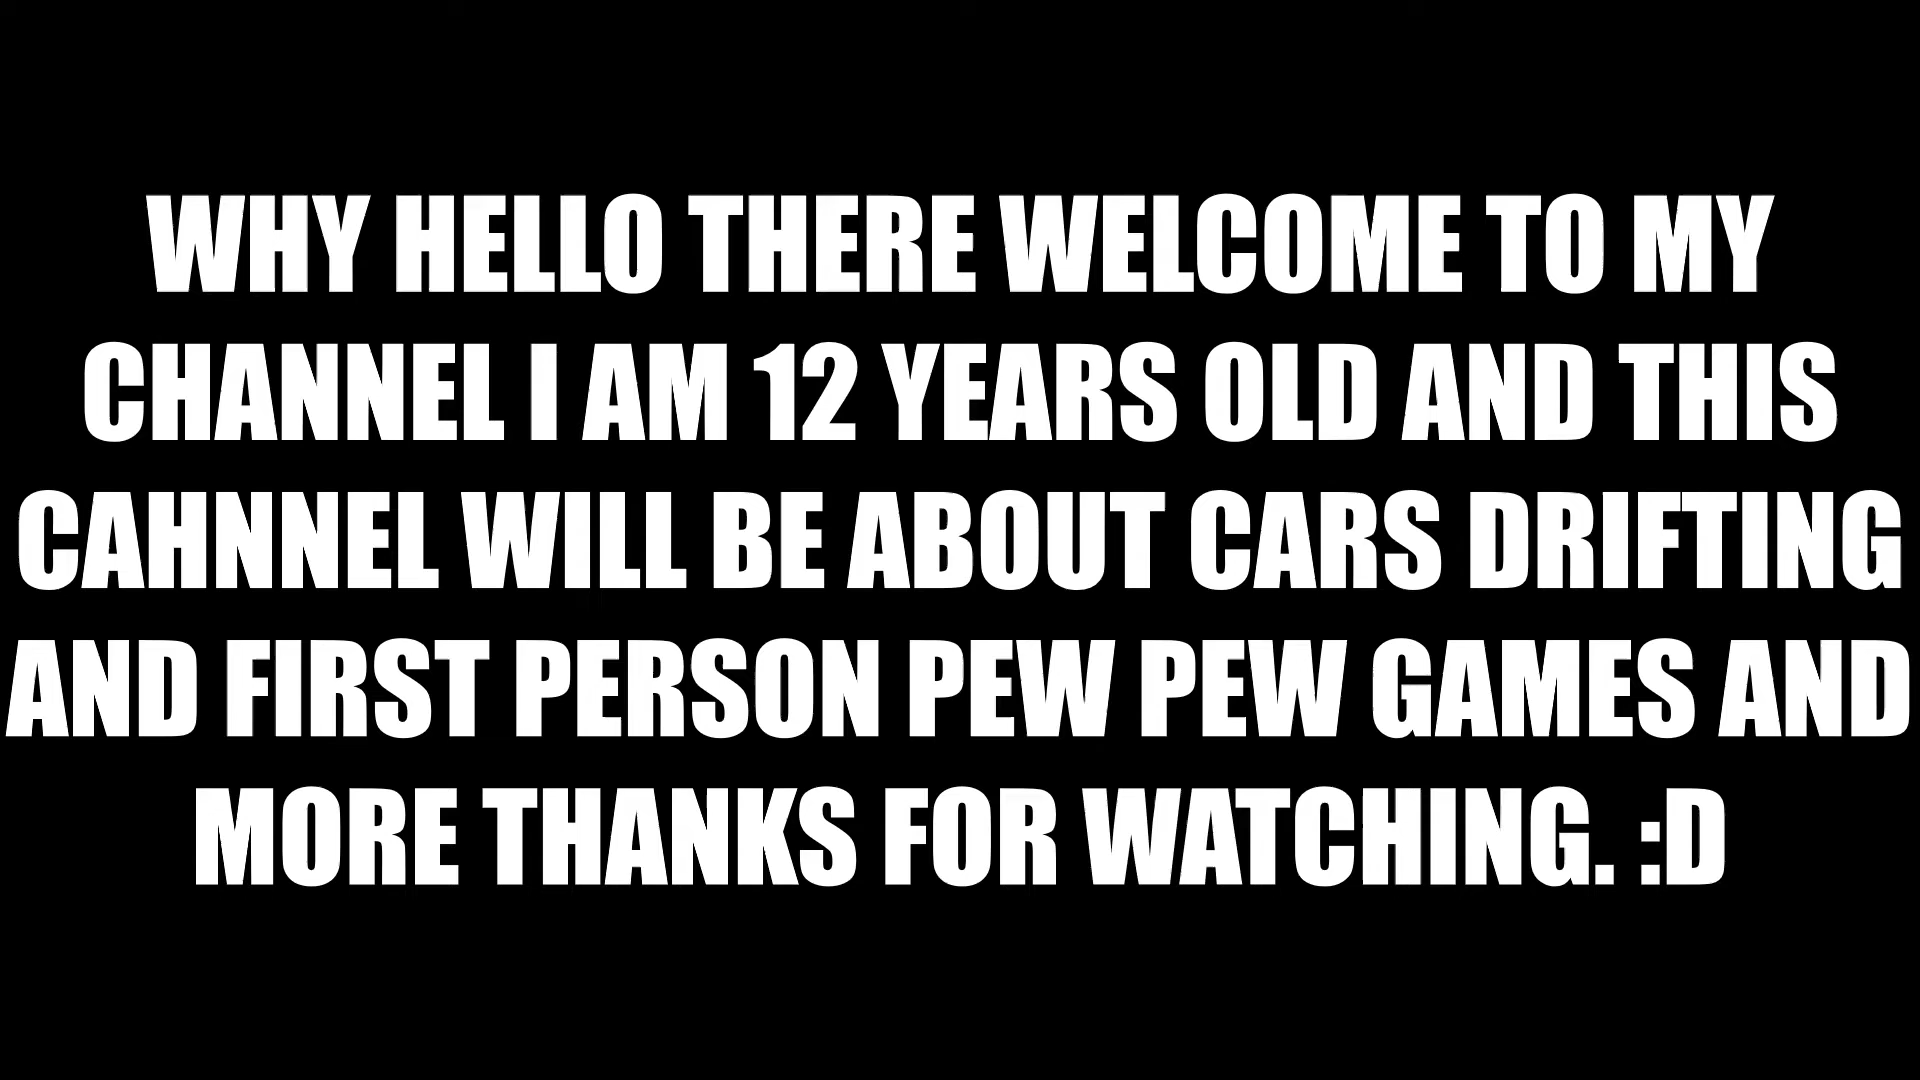 WHY HELLO THERE WELCOME TO MY
CHANNEL I AM 12 YEARS OLD AND THIS
CAHNNEL WILL BE ABOUT CARS DRIFTING
AND FIRST PERSON PEW PEW GAMES AND
MORE THANKS FOR WATCHING. :D